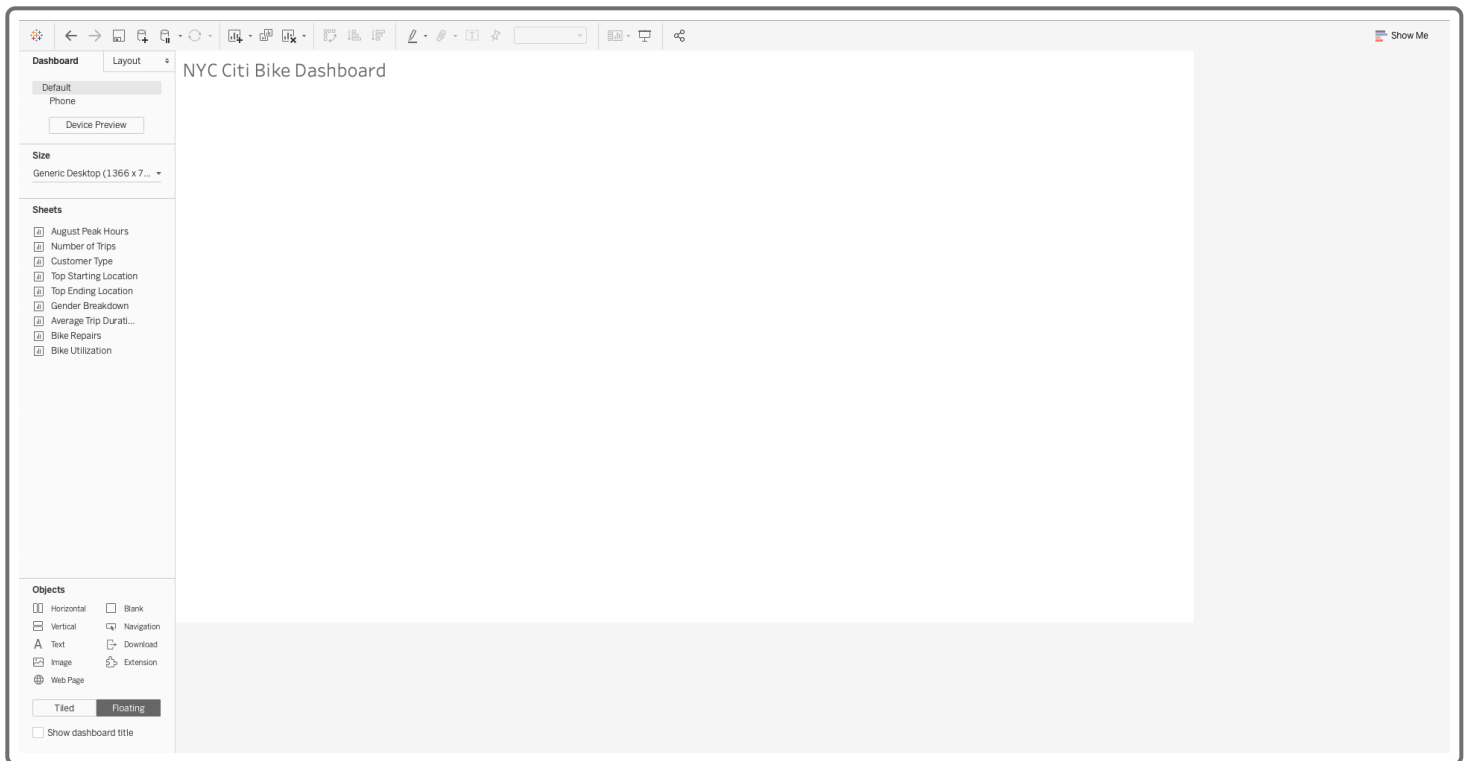 Show Me
Dashboard
Layout
NYC Citi Bike Dashboard
Default
Phone
Device Preview
Size
Generic Desktop (1366 x 7...
Sheets
August Peak Hours
Number of Trips
Customer Type
Top Starting Location
Top Ending Location
Gender Breakdown
Average Trip Durati...
Bike Repairs
Bike Utilization
Objects
Horizontal
Blank
Vertical
Navigation
A Text
Download
Image
Extension
Web Page
Tiled
Floating
Show dashboard title